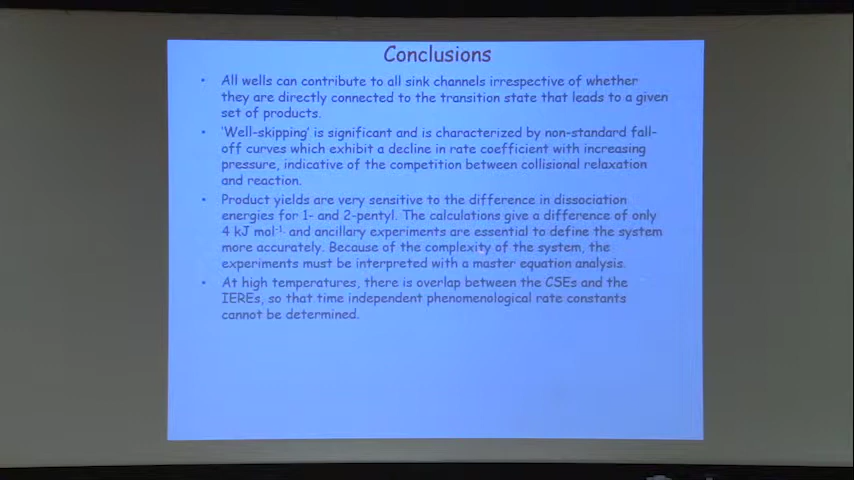 Conclusions
• All wells can contribute to all sink channels irrespective of whether
they are directly connected to the transition state that leads to a given
set of products.
• 'Well-skipping' is significant and is characterized by non-standard fall-
off curves which exhibit a decline in rate coefficient with increasing
pressure, indicative of the competition between collisional relaxation
and reaction.
• Product yields are very sensitive to the difference in dissociation
energies for 1- and 2-pentyl. The calculations give a difference of only
4 kJ mol⁻¹ and ancillary experiments are essential to define the system
more accurately. Because of the complexity of the system, the
experiments must be interpreted with a master equation analysis.
• At high temperatures, there is overlap between the CSEs and the
IEREs, so that time independent phenomenological rate constants
cannot be determined.